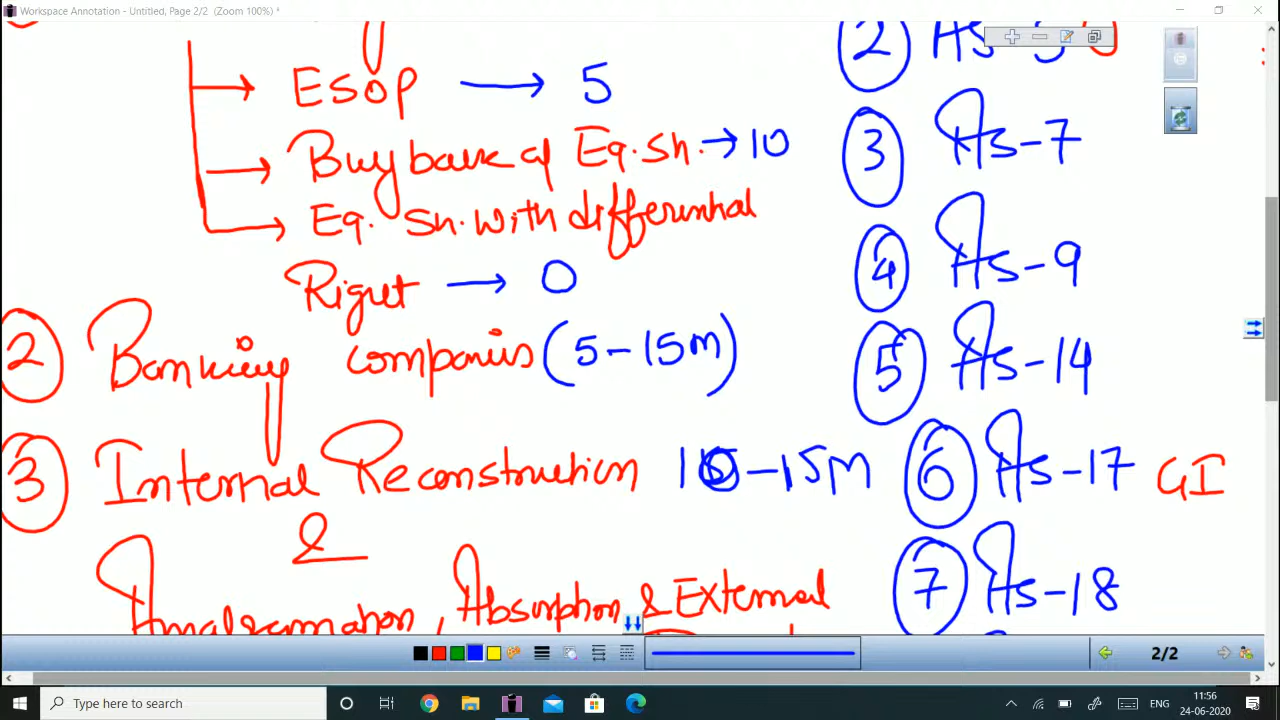 Workspace Annotation - Untitled, Page 2/2 (Zoom 100%) *
ESOP → 5
Buy back of Eq. Sh. → 10
Eq. Sh. with differential
Right → 0
2 Banking companies (5-15m)
3 Internal Reconstruction -15M
&
Amalgamation, Absorption & External
2
3 AS-7
4 AS-9
5 AS-14
6 AS-17 GI
7 AS-18
2/2
Type here to search
ENG
11:56
24-06-2020